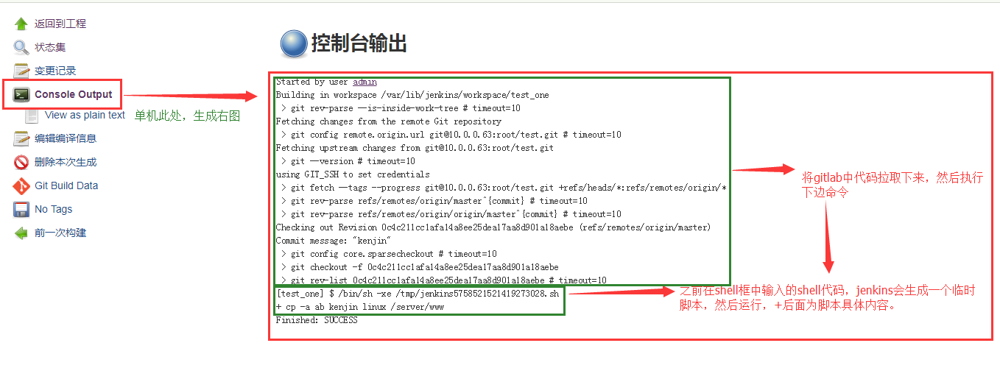 返回到工程
状态集
变更记录
Console Output
View as plain text
单机此处，生成右图
编辑编译信息
删除本次生成
Git Build Data
No Tags
前一次构建
控制台输出
Started by user admin
Building in workspace /var/lib/jenkins/workspace/test_one
> git rev-parse --is-inside-work-tree # timeout=10
Fetching changes from the remote Git repository
> git config remote.origin.url git@10.0.0.63:root/test.git # timeout=10
Fetching upstream changes from git@10.0.0.63:root/test.git
> git --version # timeout=10
using GIT_SSH to set credentials
> git fetch --tags --progress git@10.0.0.63:root/test.git +refs/heads/*:refs/remotes/origin/*
> git rev-parse refs/remotes/origin/master^{commit} # timeout=10
> git rev-parse refs/remotes/origin/origin/master^{commit} # timeout=10
Checking out Revision 0c4c211cc1afa14a8ee25dea17aa8d901a18aebe (refs/remotes/origin/master)
Commit message: "kenjin"
> git config core.sparsecheckout # timeout=10
> git checkout -f 0c4c211cc1afa14a8ee25dea17aa8d901a18aebe
> git rev-list 0c4c211cc1afa14a8ee25dea17aa8d901a18aebe # timeout=10
[test_one] $ /bin/sh -xe /tmp/jenkins5758521521419273028.sh
+ cp -a ab kenjin linux /server/www
Finished: SUCCESS
将gitlab中代码拉取下来，然后执行
下边命令
之前在shell框中输入的shell代码，jenkins会生成一个临时
脚本，然后运行，+后面为脚本具体内容。